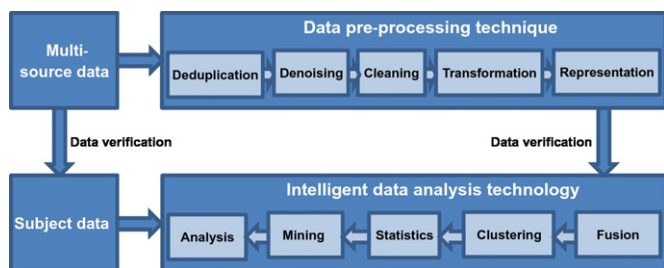 Multi-
source data
Data pre-processing technique
Deduplication
Denoising
Cleaning
Transformation
Representation
Data verification
Data verification
Subject data
Intelligent data analysis technology
Analysis
Mining
Statistics
Clustering
Fusion